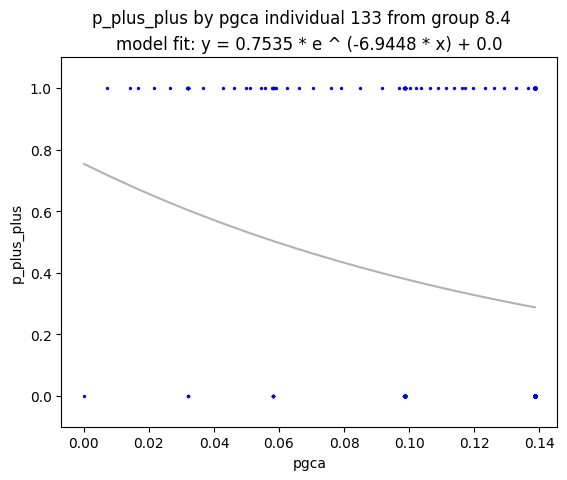 p_plus_plus by pgca individual 133 from group 8.4
model fit: y = 0.7535 * e ^ (-6.9448 * x) + 0.0
1.0
0.8
0.6
0.4
0.2
0.0
p_plus_plus
0.00 0.02 0.04 0.06 0.08 0.10 0.12 0.14
pgca